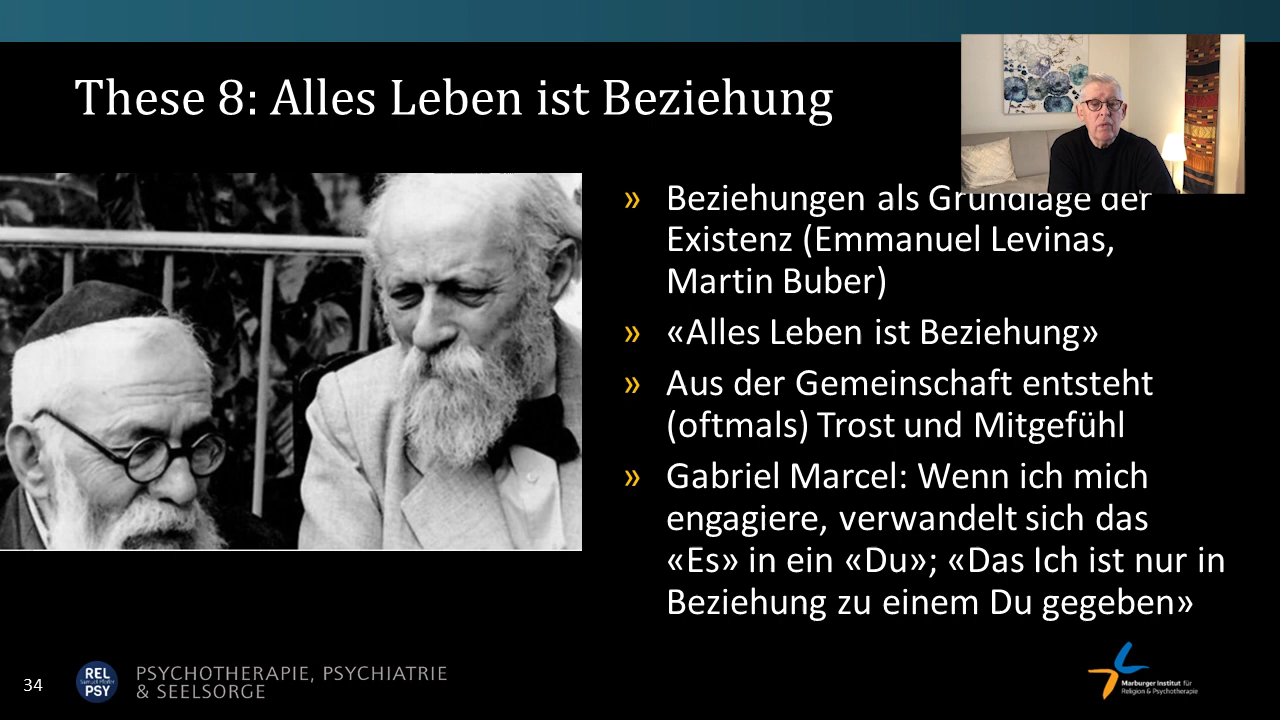 These 8: Alles Leben ist Beziehung
» Beziehungen als Grundlage der
Existenz (Emmanuel Levinas,
Martin Buber)
» «Alles Leben ist Beziehung»
» Aus der Gemeinschaft entsteht
(oftmals) Trost und Mitgefühl
» Gabriel Marcel: Wenn ich mich
engagiere, verwandelt sich das
«Es» in ein «Du»; «Das Ich ist nur in
Beziehung zu einem Du gegeben»
34
REL
PSY
PSYCHOTHERAPIE, PSYCHIATRIE
& SEELSORGE
Marburger Institut für
Religion & Psychotherapie